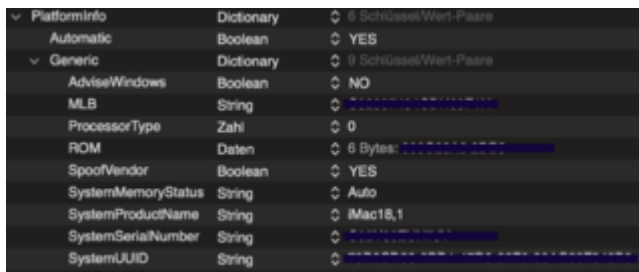 PlatformInfo Dictionary 6 Schlüssel/Wert-Paare
Automatic Boolean YES
Generic Dictionary 9 Schlüssel/Wert-Paare
AdviseWindows Boolean NO
MLB String
ProcessorType Zahl 0
ROM Daten 6 Bytes:
SpoofVendor Boolean YES
SystemMemoryStatus String Auto
SystemProductName String iMac18,1
SystemSerialNumber String
SystemUUID String